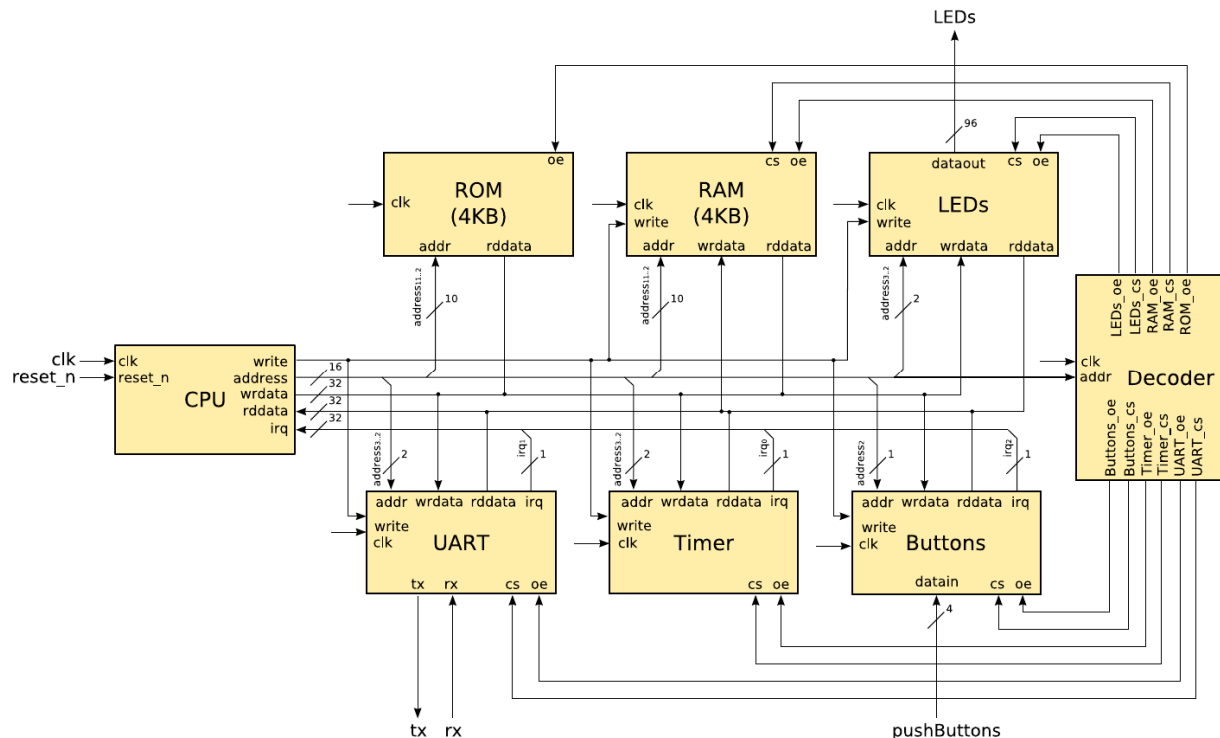 LEDs
96
oe
ROM
(4KB)
clk
addr
rddata
cs
oe
RAM
(4KB)
clk
write
addr
wrdata
rddata
dataout
cs
oe
LEDs
clk
write
addr
wrdata
rddata
address11..2
10
address11..2
10
address3..2
2
LEDs_oe
LEDs_cs
RAM_oe
RAM_cs
ROM_oe
clk
addr
Decoder
Buttons_oe
Buttons_cs
Timer_oe
Timer_cs
UART_oe
UART_cs
clk
reset_n
clk
reset_n
CPU
write
address
wrdata
rddata
irq
16
32
32
32
address3..2
2
irq1
1
address3..2
2
irq0
1
address2
1
irq2
1
addr
wrdata
rddata
irq
write
clk
UART
tx
rx
cs
oe
addr
wrdata
rddata
irq
write
clk
Timer
cs
oe
addr
wrdata
rddata
irq
write
clk
Buttons
datain
cs
oe
4
tx
rx
pushButtons